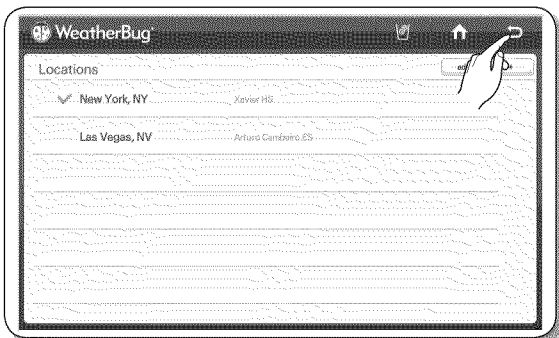 WeatherBug
Locations
New York, NY Xavier HS
Las Vegas, NV Arturo Cambeiro ES